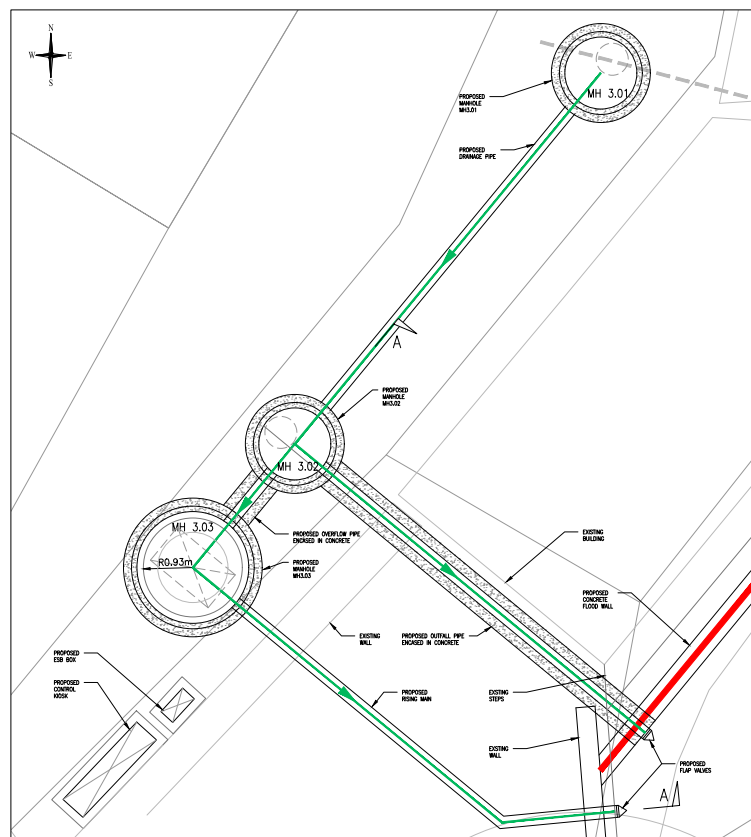 N
W E
S
PROPOSED
MANHOLE
MH3.01
MH 3.01
PROPOSED
DRAINAGE PIPE
A
PROPOSED
MANHOLE
MH3.02
MH 3.02
MH 3.03
PROPOSED OVERFLOW PIPE
ENCASED IN CONCRETE
EXISTING
BUILDING
R0.93m
PROPOSED
MANHOLE
MH3.03
PROPOSED
CONCRETE
FLOOD WALL
EXISTING
WALL
PROPOSED OUTFALL PIPE
ENCASED IN CONCRETE
PROPOSED
ESB BOX
PROPOSED
CONTROL
KIOSK
PROPOSED
RISING MAIN
EXISTING
STEPS
EXISTING
WALL
PROPOSED
FLAP VALVES
A